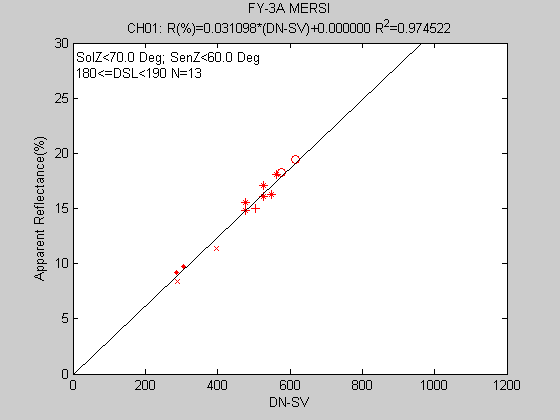 FY-3A MERSI
CH01: R(%)=0.031098*(DN-SV)+0.000000 R2=0.974522
SolZ<70.0 Deg; SenZ<60.0 Deg
180<=DSL<190 N=13
Apparent Reflectance(%)
30
25
20
15
10
5
0
0 200 400 600 800 1000 1200
DN-SV